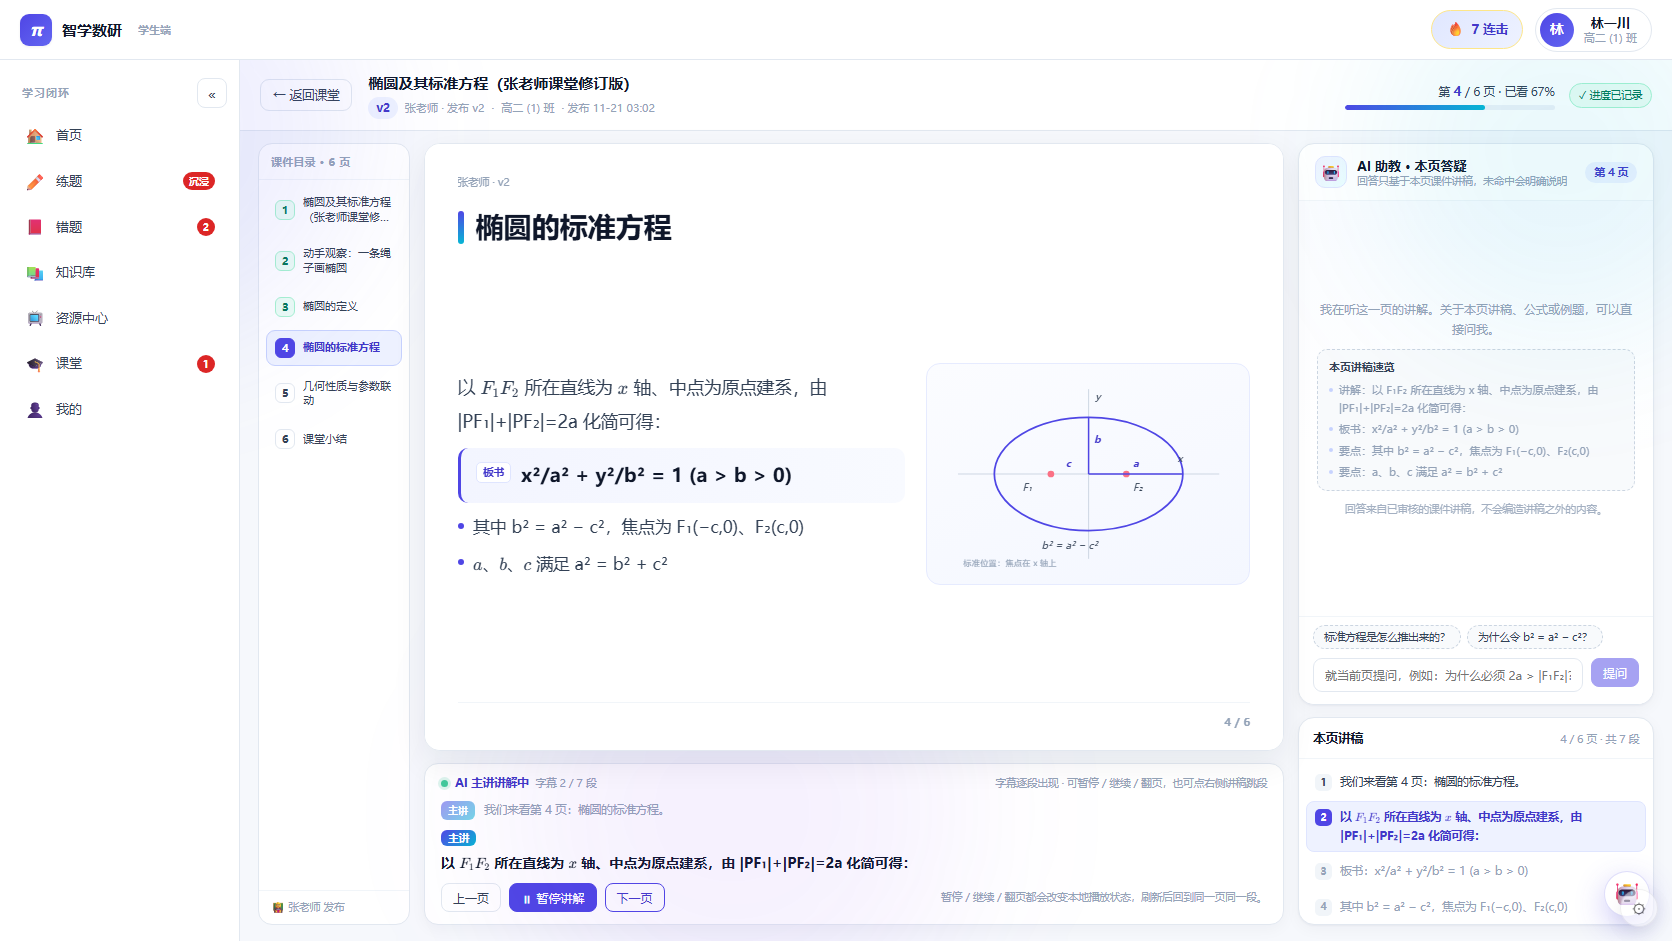 π 智学数研 学生端
🔥 7 连击
林 林一川
高二 (1) 班
学习闭环 «
首页
练题 沉浸
错题 2
知识库
资源中心
课堂 1
我的
← 返回课堂
椭圆及其标准方程（张老师课堂修订版）
v2 张老师 · 发布 v2 · 高二 (1) 班 · 发布 11-21 03:02
第 4 / 6 页 · 已看 67%
✓ 进度已记录
课件目录 • 6 页
1 椭圆及其标准方程（张老师课堂修...
2 动手观察：一条绳子画椭圆
3 椭圆的定义
4 椭圆的标准方程
5 几何性质与参数联动
6 课堂小结
张老师 发布
张老师 · v2
椭圆的标准方程
以 F₁F₂ 所在直线为 x 轴、中点为原点建系，由
|PF₁|+|PF₂|=2a 化简可得：
板书 x²/a² + y²/b² = 1 (a > b > 0)
• 其中 b² = a² − c²，焦点为 F₁(−c,0)、F₂(c,0)
• a、b、c 满足 a² = b² + c²
y
b
c
a
x
F₁
F₂
b² = a² − c²
标准位置：焦点在 x 轴上
4 / 6
AI 主讲讲解中 字幕 2 / 7 段
字幕逐段出现 · 可暂停 / 继续 / 翻页，也可点右侧讲稿跳段
主讲 我们来看第 4 页：椭圆的标准方程。
主讲
以 F₁F₂ 所在直线为 x 轴、中点为原点建系，由 |PF₁|+|PF₂|=2a 化简可得：
上一页 ⏸ 暂停讲解 下一页
暂停 / 继续 / 翻页都会改变本地播放状态，刷新后回到同一页同一段。
AI 助教 • 本页答疑
回答只基于本页课件讲稿，未命中会明确说明
第 4 页
我在听这一页的讲解。关于本页讲稿、公式或例题，可以直
接问我。
本页讲稿速览
• 讲解：以 F₁F₂ 所在直线为 x 轴、中点为原点建系，由
|PF₁|+|PF₂|=2a 化简可得：
• 板书：x²/a² + y²/b² = 1 (a > b > 0)
• 要点：其中 b² = a² − c²，焦点为 F₁(−c,0)、F₂(c,0)
• 要点：a、b、c 满足 a² = b² + c²
回答来自已审核的课件讲稿，不会编造讲稿之外的内容。
标准方程是怎么推出来的？ 为什么令 b² = a² − c²？
就当前页提问，例如：为什么必须 2a > |F₁F₂|?
提问
本页讲稿 4 / 6 页 · 共 7 段
1 我们来看第 4 页：椭圆的标准方程。
2 以 F₁F₂ 所在直线为 x 轴、中点为原点建系，由
|PF₁|+|PF₂|=2a 化简可得：
3 板书：x²/a² + y²/b² = 1 (a > b > 0)
4 其中 b² = a² − c²，焦点为 F₁(−c,0)、F₂(c,0)